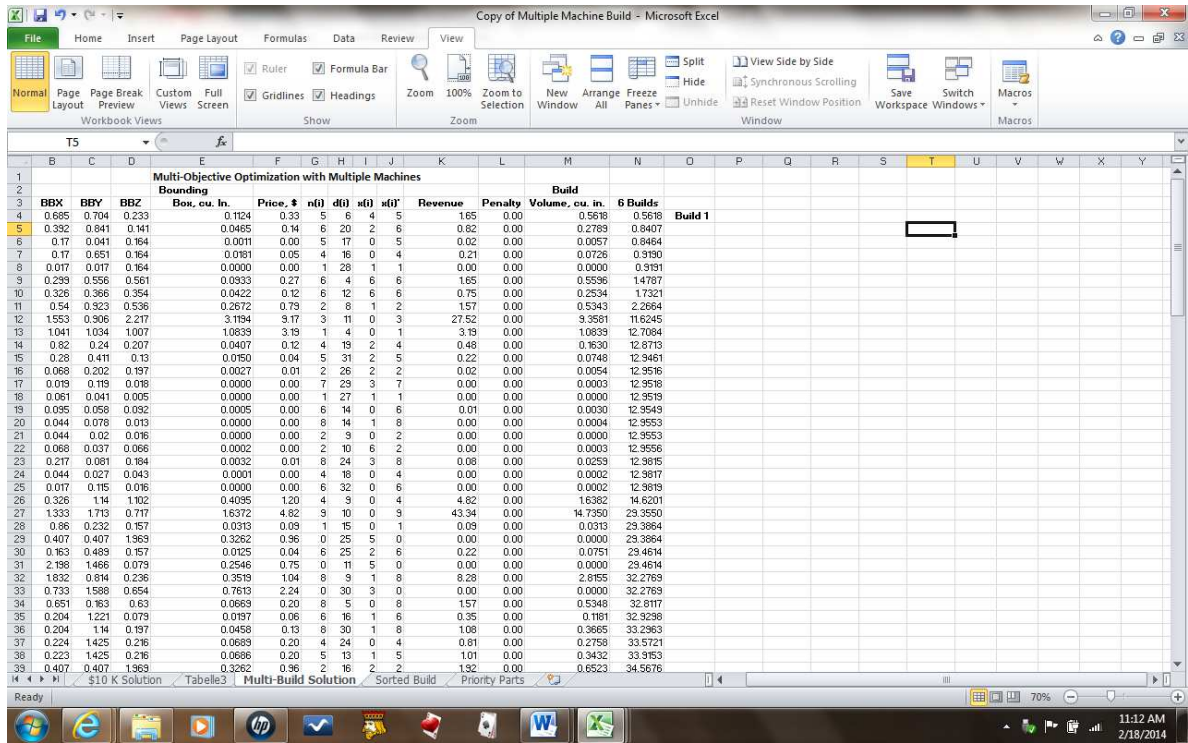 Copy of Multiple Machine Build - Microsoft Excel
File Home Insert Page Layout Formulas Data Review View
Normal Page Layout Page Break Preview Custom Views Full Screen
Workbook Views
Ruler Formula Bar
Gridlines Headings
Show
Zoom 100% Zoom to Selection
Zoom
New Window Arrange All Freeze Panes
Split
Hide
Unhide
View Side by Side
Synchronous Scrolling
Reset Window Position
Save Workspace Switch Windows
Window
Macros
Macros
T5 fx
B C D E F G H I J K L M N O P Q R S T U V W X Y
1 Multi-Objective Optimization with Multiple Machines
2 Bounding Build
3 BBX BBY BBZ Box, cu. In. Price, $ n(i) d(i) x(i) x(i)' Revenue Penalty Volume, cu. in. 6 Builds
4 0.685 0.704 0.233 0.1124 0.33 5 6 4 5 1.65 0.00 0.5618 0.5618 Build 1
5 0.392 0.841 0.141 0.0465 0.14 6 20 2 6 0.82 0.00 0.2789 0.8407
6 0.17 0.041 0.164 0.0011 0.00 5 17 0 5 0.02 0.00 0.0057 0.8464
7 0.17 0.651 0.164 0.0181 0.05 4 16 0 4 0.21 0.00 0.0726 0.9190
8 0.017 0.017 0.164 0.0000 0.00 1 28 1 1 0.00 0.00 0.0000 0.9191
9 0.299 0.556 0.561 0.0933 0.27 6 4 6 6 1.65 0.00 0.5596 1.4787
10 0.326 0.366 0.354 0.0422 0.12 6 12 6 6 0.75 0.00 0.2534 1.7321
11 0.54 0.923 0.536 0.2672 0.79 2 8 1 2 1.57 0.00 0.5343 2.2664
12 1.553 0.906 2.217 3.1194 9.17 3 11 0 3 27.52 0.00 9.3581 11.6245
13 1.041 1.034 1.007 1.0839 3.19 1 4 0 1 3.19 0.00 1.0839 12.7084
14 0.82 0.24 0.207 0.0407 0.12 4 19 2 4 0.48 0.00 0.1630 12.8713
15 0.28 0.411 0.13 0.0150 0.04 5 31 2 5 0.22 0.00 0.0748 12.9461
16 0.068 0.202 0.197 0.0027 0.01 2 26 2 2 0.02 0.00 0.0054 12.9516
17 0.019 0.119 0.018 0.0000 0.00 7 29 3 7 0.00 0.00 0.0003 12.9518
18 0.061 0.041 0.005 0.0000 0.00 1 27 1 1 0.00 0.00 0.0000 12.9519
19 0.095 0.058 0.092 0.0005 0.00 6 14 0 6 0.01 0.00 0.0030 12.9549
20 0.044 0.078 0.013 0.0000 0.00 8 14 1 8 0.00 0.00 0.0004 12.9553
21 0.044 0.02 0.016 0.0000 0.00 2 9 0 2 0.00 0.00 0.0000 12.9553
22 0.068 0.037 0.066 0.0002 0.00 2 10 6 2 0.00 0.00 0.0003 12.9556
23 0.217 0.081 0.184 0.0032 0.01 8 24 3 8 0.08 0.00 0.0259 12.9815
24 0.044 0.027 0.043 0.0001 0.00 4 18 0 4 0.00 0.00 0.0002 12.9817
25 0.017 0.115 0.016 0.0000 0.00 6 32 0 6 0.00 0.00 0.0002 12.9819
26 0.326 1.14 1.102 0.4095 1.20 4 9 0 4 4.82 0.00 1.6382 14.6201
27 1.333 1.713 0.717 1.6372 4.82 9 10 0 9 43.34 0.00 14.7350 29.3550
28 0.86 0.232 0.157 0.0313 0.09 1 15 0 1 0.09 0.00 0.0313 29.3864
29 0.407 0.407 1.969 0.3262 0.96 0 25 5 0 0.00 0.00 0.0000 29.3864
30 0.163 0.489 0.157 0.0125 0.04 6 25 2 6 0.22 0.00 0.0751 29.4614
31 2.198 1.466 0.079 0.2546 0.75 0 11 5 0 0.00 0.00 0.0000 29.4614
32 1.832 0.814 0.236 0.3519 1.04 8 9 1 8 8.28 0.00 2.8155 32.2769
33 0.733 1.588 0.654 0.7613 2.24 0 30 3 0 0.00 0.00 0.0000 32.2769
34 0.651 0.163 0.63 0.0669 0.20 8 5 0 8 1.57 0.00 0.5348 32.8117
35 0.204 1.221 0.079 0.0197 0.06 6 16 1 6 0.35 0.00 0.1181 32.9298
36 0.204 1.14 0.197 0.0458 0.13 8 30 1 8 1.08 0.00 0.3665 33.2963
37 0.224 1.425 0.216 0.0689 0.20 4 24 0 4 0.81 0.00 0.2758 33.5721
38 0.223 1.425 0.216 0.0686 0.20 5 13 1 5 1.01 0.00 0.3432 33.9153
39 0.407 0.407 1.969 0.3262 0.96 2 16 2 2 1.92 0.00 0.6523 34.5676
$10 K Solution Tabelle3 Multi-Build Solution Sorted Build Priority Parts
Ready 70%
11:12 AM
2/18/2014